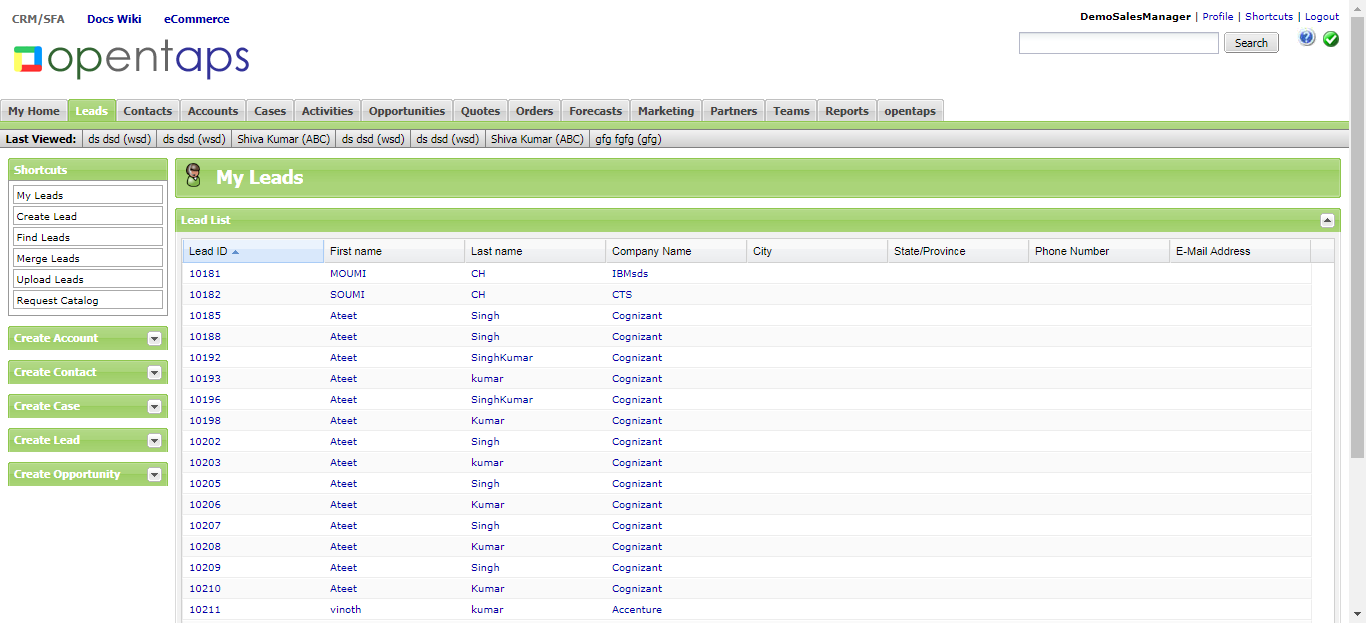 CRM/SFA Docs Wiki eCommerce
DemoSalesManager | Profile | Shortcuts | Logout
opentaps
Search
My Home Leads Contacts Accounts Cases Activities Opportunities Quotes Orders Forecasts Marketing Partners Teams Reports opentaps
Last Viewed: ds dsd (wsd) ds dsd (wsd) Shiva Kumar (ABC) ds dsd (wsd) ds dsd (wsd) Shiva Kumar (ABC) gfg fgfg (gfg)
Shortcuts
My Leads
Create Lead
Find Leads
Merge Leads
Upload Leads
Request Catalog
Create Account
Create Contact
Create Case
Create Lead
Create Opportunity
My Leads
Lead List
Lead ID First name Last name Company Name City State/Province Phone Number E-Mail Address
10181 MOUMI CH IBMsds
10182 SOUMI CH CTS
10185 Ateet Singh Cognizant
10188 Ateet Singh Cognizant
10192 Ateet SinghKumar Cognizant
10193 Ateet kumar Cognizant
10196 Ateet SinghKumar Cognizant
10198 Ateet Kumar Cognizant
10202 Ateet Singh Cognizant
10203 Ateet kumar Cognizant
10205 Ateet Singh Cognizant
10206 Ateet Kumar Cognizant
10207 Ateet Singh Cognizant
10208 Ateet Kumar Cognizant
10209 Ateet Singh Cognizant
10210 Ateet Kumar Cognizant
10211 vinoth kumar Accenture